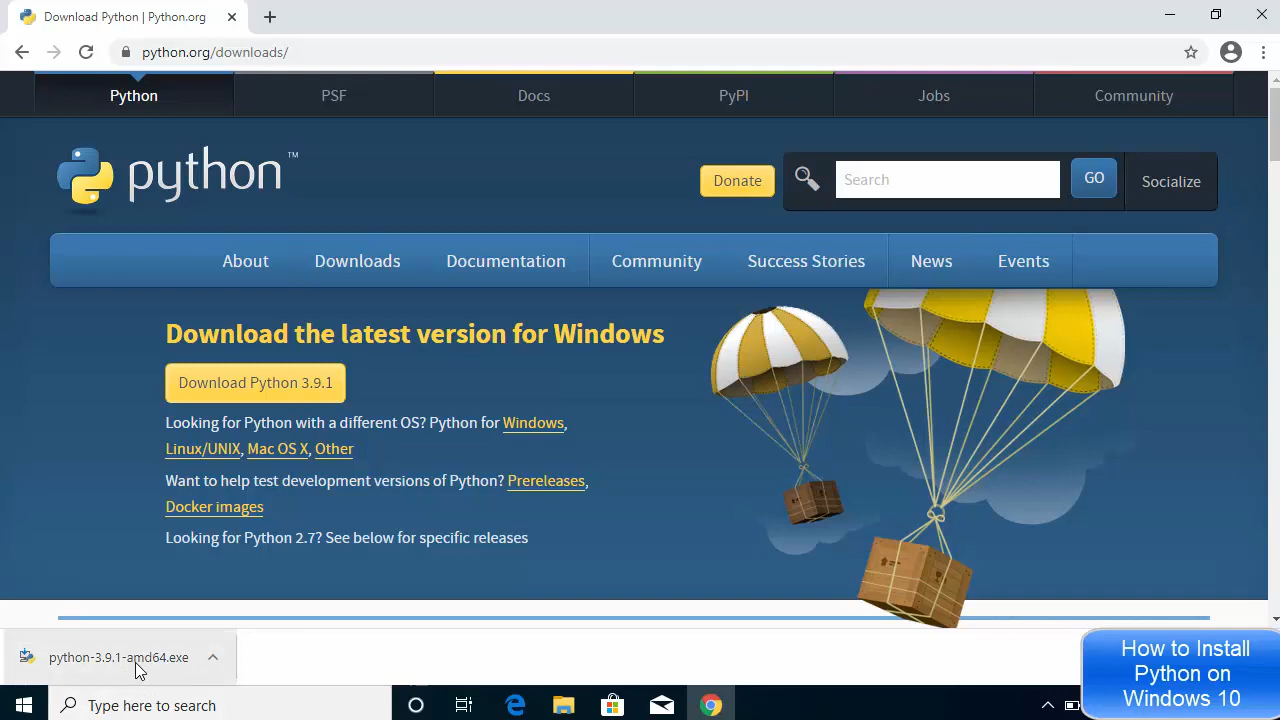 Download Python | Python.org
python.org/downloads/
Python PSF Docs PyPI Jobs Community
python™
Donate Search GO Socialize
About Downloads Documentation Community Success Stories News Events
Download the latest version for Windows
Download Python 3.9.1
Looking for Python with a different OS? Python for Windows,
Linux/UNIX, Mac OS X, Other
Want to help test development versions of Python? Prereleases,
Docker images
Looking for Python 2.7? See below for specific releases
python-3.9.1-amd64.exe
How to Install
Python on
Windows 10
Type here to search